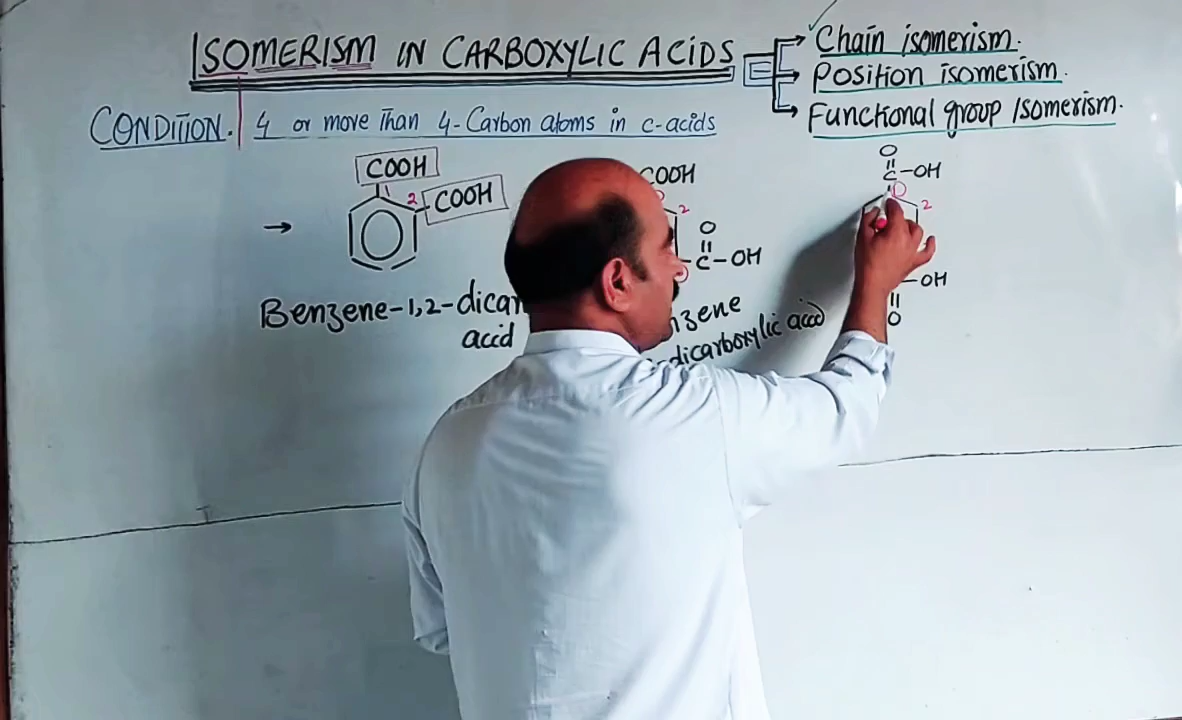 ISOMERISM IN CARBOXYLIC ACIDS
Chain isomerism.
Position isomerism.
Functional group Isomerism.
CONDITION. 4 or more Than 4-Carbon atoms in c-acids
COOH
1
2
COOH
→
Benzene-1,2-dicar
acid
COOH
2
O
C-OH
nzene
-dicarboxylic acid
O
C-OH
1
2
-OH
O